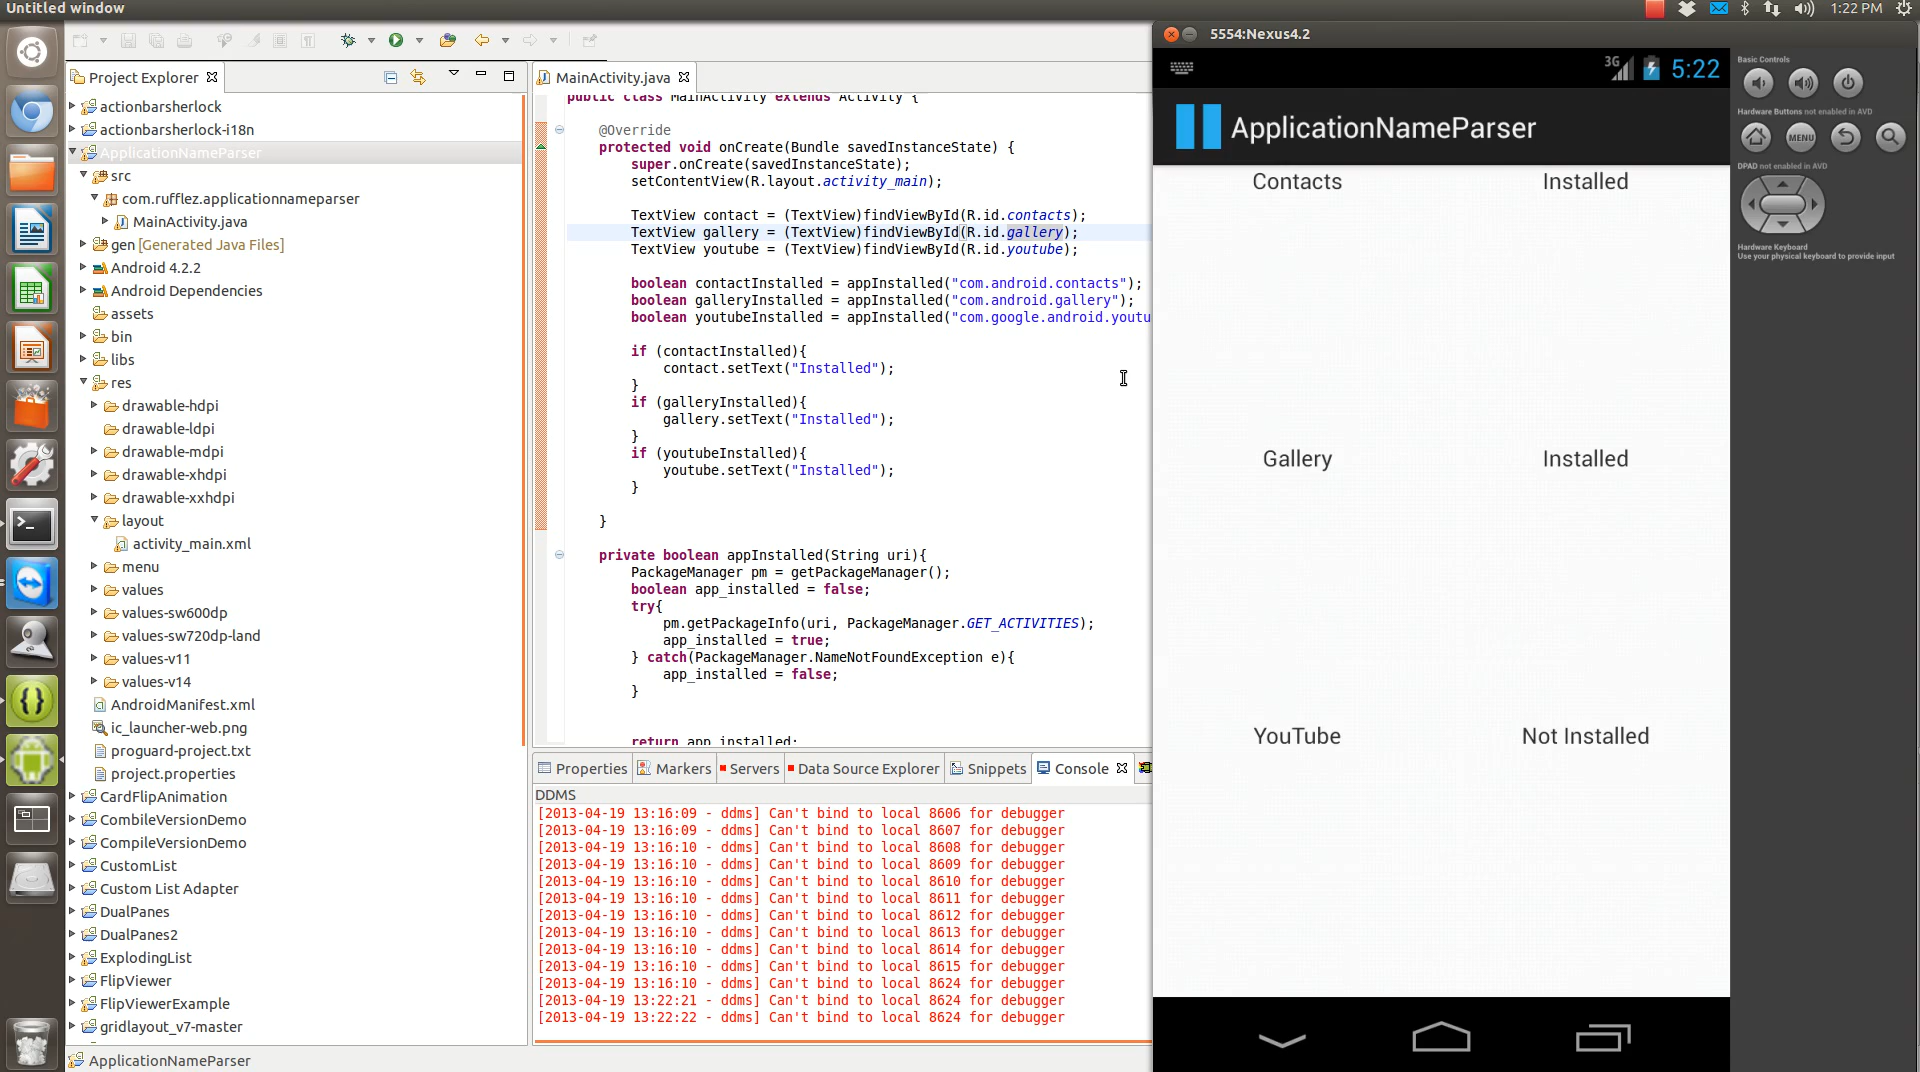 Untitled window
1:22 PM
Project Explorer
actionbarsherlock
actionbarsherlock-i18n
ApplicationNameParser
src
com.rufflez.applicationnameparser
MainActivity.java
gen [Generated Java Files]
Android 4.2.2
Android Dependencies
assets
bin
libs
res
drawable-hdpi
drawable-ldpi
drawable-mdpi
drawable-xhdpi
drawable-xxhdpi
layout
activity_main.xml
menu
values
values-sw600dp
values-sw720dp-land
values-v11
values-v14
AndroidManifest.xml
ic_launcher-web.png
proguard-project.txt
project.properties
CardFlipAnimation
CombileVersionDemo
CompileVersionDemo
CustomList
Custom List Adapter
DualPanes
DualPanes2
ExplodingList
FlipViewer
FlipViewerExample
gridlayout_v7-master
ApplicationNameParser
MainActivity.java
public class MainActivity extends Activity {
@Override
protected void onCreate(Bundle savedInstanceState) {
super.onCreate(savedInstanceState);
setContentView(R.layout.activity_main);
TextView contact = (TextView)findViewById(R.id.contacts);
TextView gallery = (TextView)findViewById(R.id.gallery);
TextView youtube = (TextView)findViewById(R.id.youtube);
boolean contactInstalled = appInstalled("com.android.contacts");
boolean galleryInstalled = appInstalled("com.android.gallery");
boolean youtubeInstalled = appInstalled("com.google.android.youtu
if (contactInstalled){
contact.setText("Installed");
}
if (galleryInstalled){
gallery.setText("Installed");
}
if (youtubeInstalled){
youtube.setText("Installed");
}
}
private boolean appInstalled(String uri){
PackageManager pm = getPackageManager();
boolean app_installed = false;
try{
pm.getPackageInfo(uri, PackageManager.GET_ACTIVITIES);
app_installed = true;
} catch(PackageManager.NameNotFoundException e){
app_installed = false;
}
return app_installed;
Properties Markers Servers Data Source Explorer Snippets Console
DDMS
[2013-04-19 13:16:09 - ddms] Can't bind to local 8606 for debugger
[2013-04-19 13:16:09 - ddms] Can't bind to local 8607 for debugger
[2013-04-19 13:16:10 - ddms] Can't bind to local 8608 for debugger
[2013-04-19 13:16:10 - ddms] Can't bind to local 8609 for debugger
[2013-04-19 13:16:10 - ddms] Can't bind to local 8610 for debugger
[2013-04-19 13:16:10 - ddms] Can't bind to local 8611 for debugger
[2013-04-19 13:16:10 - ddms] Can't bind to local 8612 for debugger
[2013-04-19 13:16:10 - ddms] Can't bind to local 8613 for debugger
[2013-04-19 13:16:10 - ddms] Can't bind to local 8614 for debugger
[2013-04-19 13:16:10 - ddms] Can't bind to local 8615 for debugger
[2013-04-19 13:16:10 - ddms] Can't bind to local 8624 for debugger
[2013-04-19 13:22:21 - ddms] Can't bind to local 8624 for debugger
[2013-04-19 13:22:22 - ddms] Can't bind to local 8624 for debugger
5554:Nexus4.2
3G 5:22
ApplicationNameParser
Contacts Installed
Gallery Installed
YouTube Not Installed
Basic Controls
Hardware Buttons not enabled in AVD
MENU
DPAD not enabled in AVD
Hardware Keyboard
Use your physical keyboard to provide input